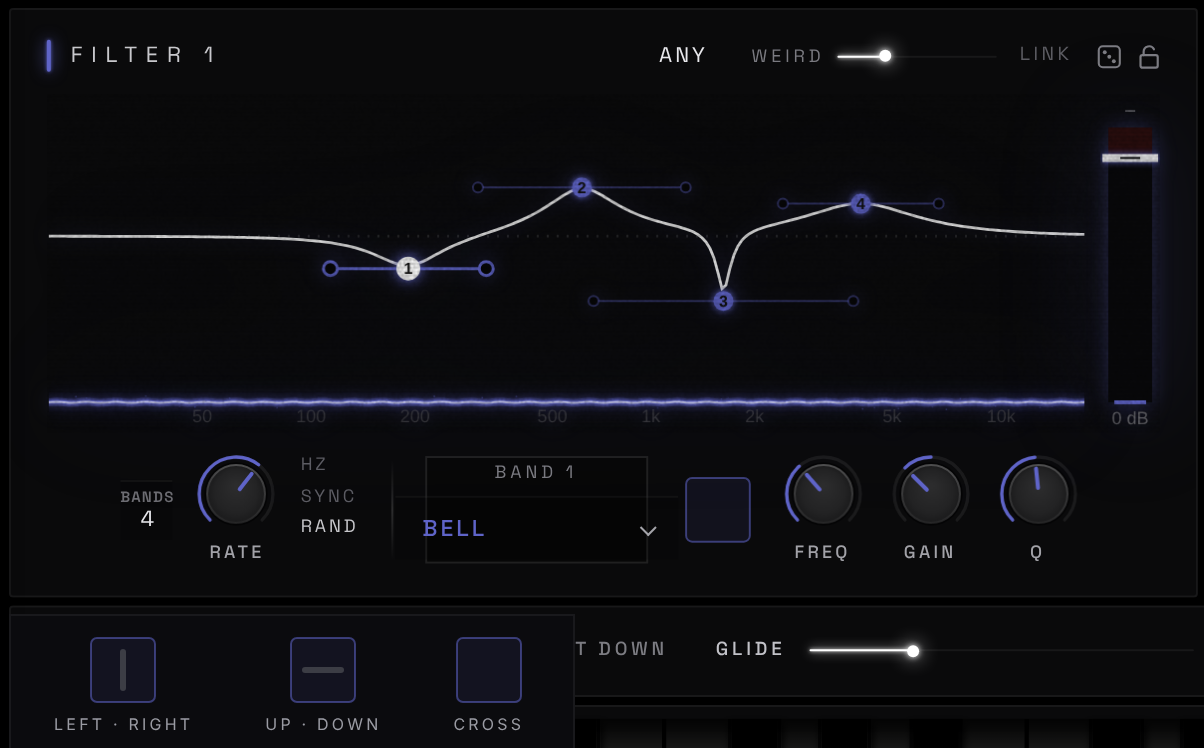 FILTER 1
ANY
WEIRD
LINK
2
4
1
3
50 100 200 500 1k 2k 5k 10k
0 dB
BANDS
4
RATE
HZ
SYNC
RAND
BAND 1
BELL
FREQ
GAIN
Q
T DOWN
GLIDE
LEFT · RIGHT
UP · DOWN
CROSS